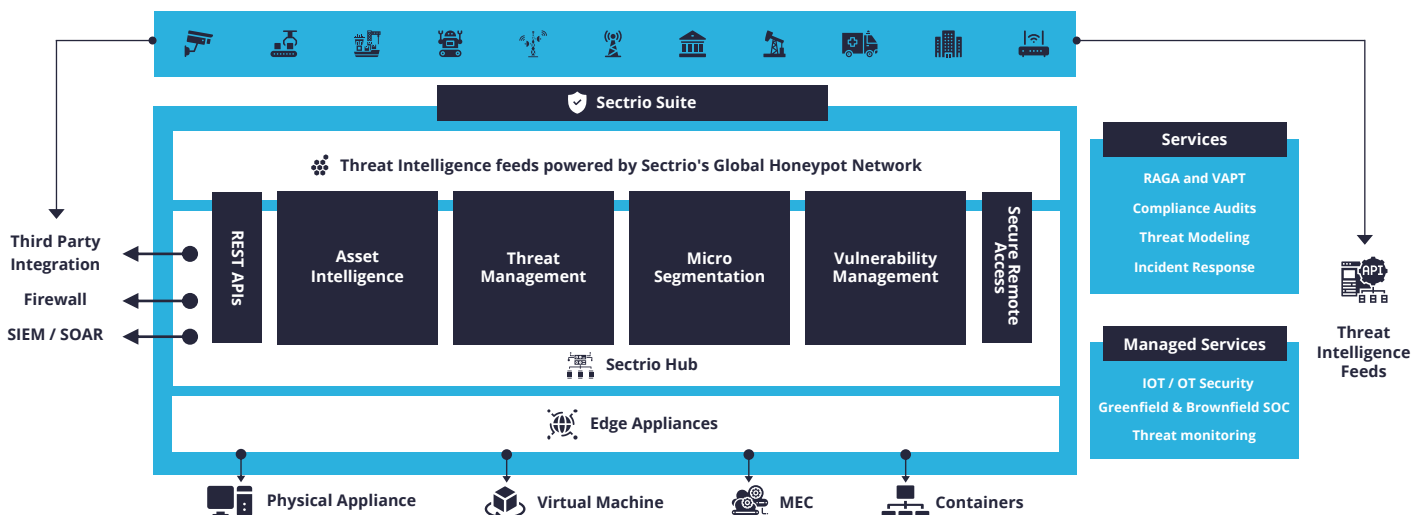 Sectrio Suite
Threat Intelligence feeds powered by Sectrio's Global Honeypot Network
REST APIs
Asset
Intelligence
Threat
Management
Micro
Segmentation
Vulnerability
Management
Secure Remote
Access
Sectrio Hub
Edge Appliances
Third Party
Integration
Firewall
SIEM / SOAR
Physical Appliance
Virtual Machine
MEC
Containers
Services
RAGA and VAPT
Compliance Audits
Threat Modeling
Incident Response
Managed Services
IOT / OT Security
Greenfield & Brownfield SOC
Threat monitoring
API
Threat
Intelligence
Feeds